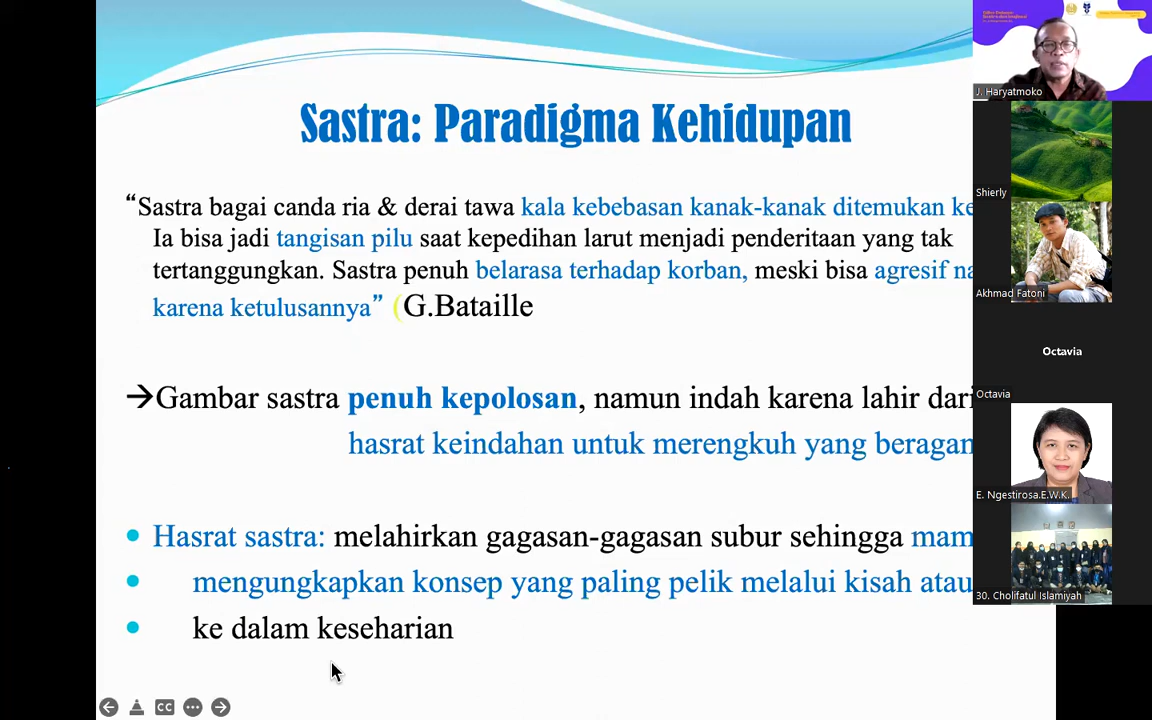 Sastra: Paradigma Kehidupan
“Sastra bagai canda ria & derai tawa kala kebebasan kanak-kanak ditemukan
Ia bisa jadi tangisan pilu saat kepedihan larut menjadi penderitaan yang tak
tertanggungkan. Sastra penuh belarasa terhadap korban, meski bisa agresif
karena ketulusannya” (G.Bataille
→Gambar sastra penuh kepolosan, namun indah karena lahir dari
hasrat keindahan untuk merengkuh yang
• Hasrat sastra: melahirkan gagasan-gagasan subur sehingga
• mengungkapkan konsep yang paling pelik melalui kisah atau
• ke dalam keseharian
CC
J. Haryatmoko
Shierly
Akhmad Fatoni
Octavia
Octavia
E. Ngestirosa.E.W.K.
30. Cholifatul Islamiyah